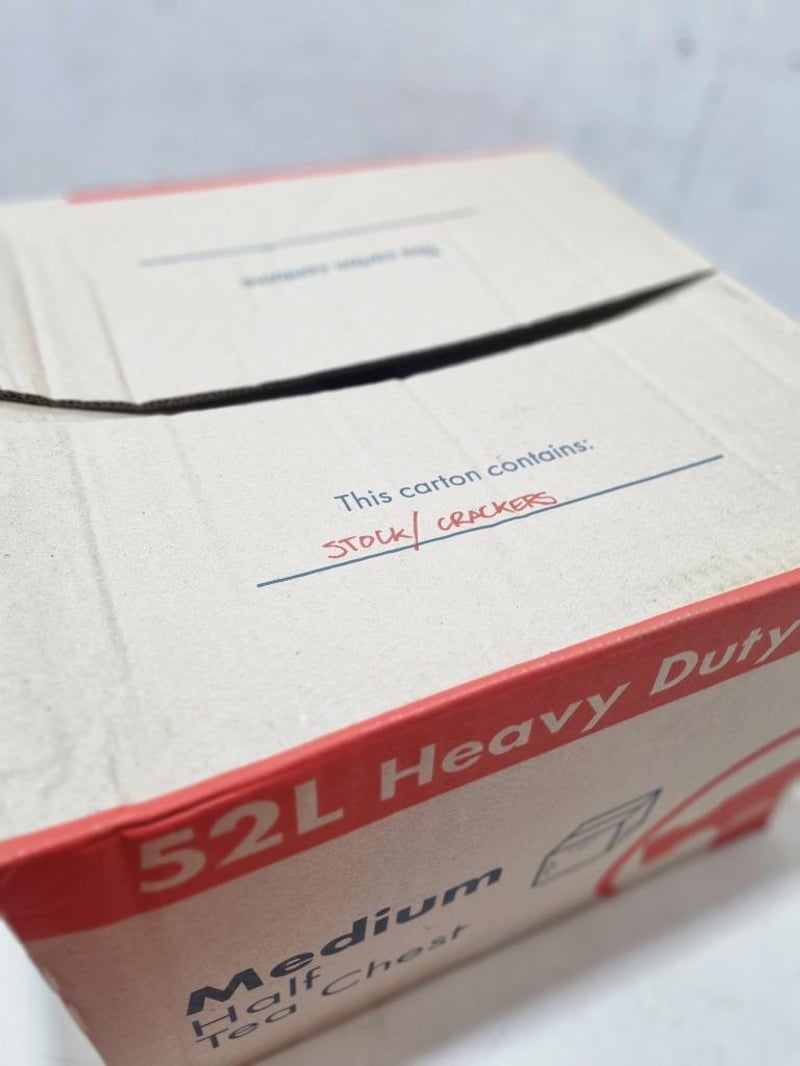 This carton contains
This carton contains:
STOCK/ CRACKERS
52L Heavy Duty
Medium
Half
Tea Chest